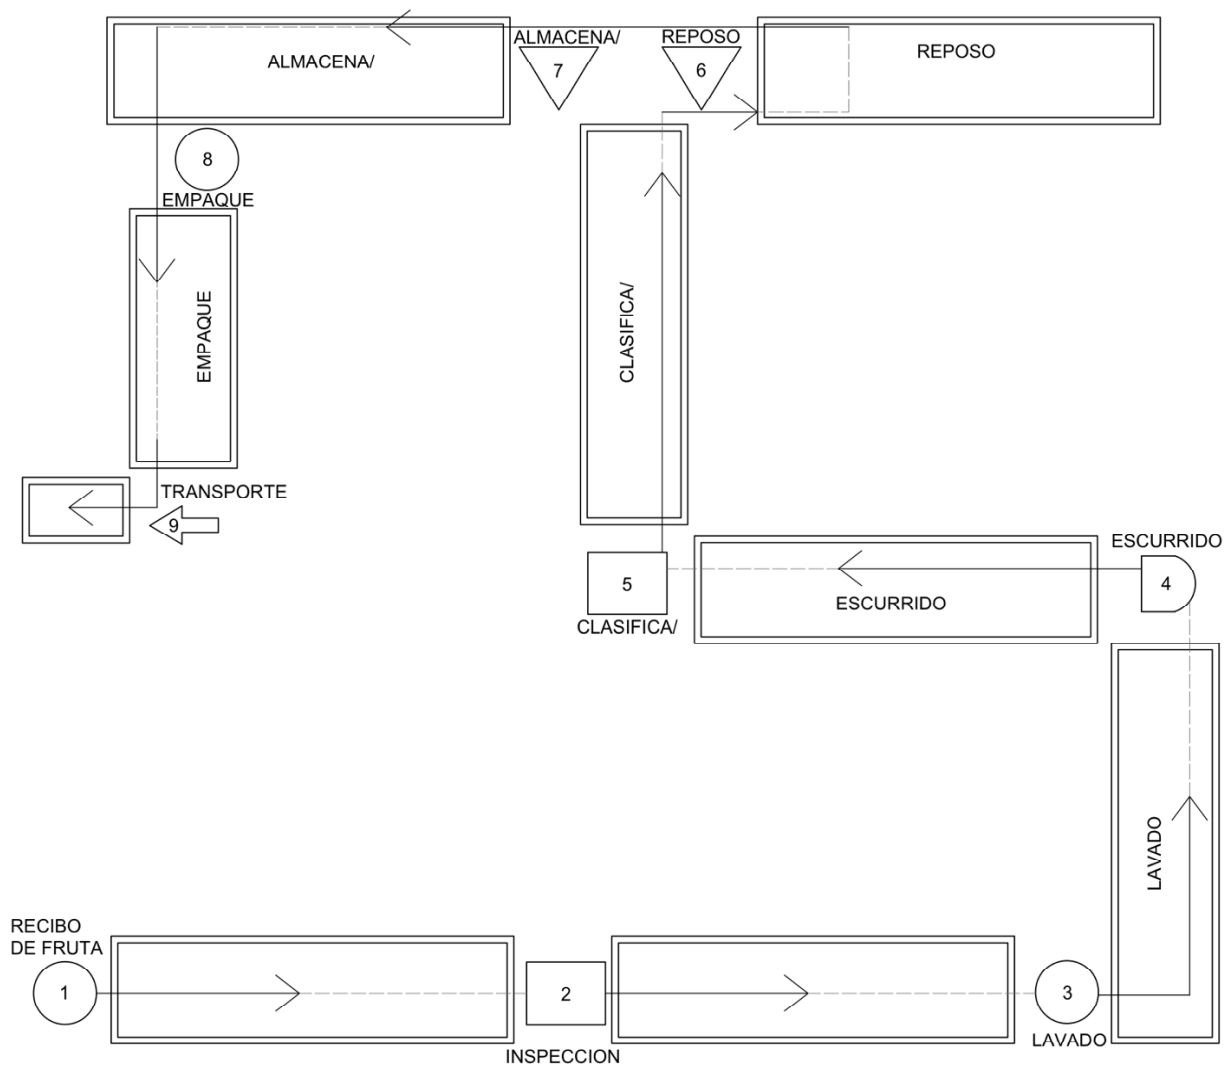 ALMACENA/
ALMACENA/
7
REPOSO
6
REPOSO
8
EMPAQUE
EMPAQUE
CLASIFICA/
TRANSPORTE
9
5
CLASIFICA/
ESCURRIDO
ESCURRIDO
4
LAVADO
RECIBO
DE FRUTA
1
2
INSPECCION
3
LAVADO